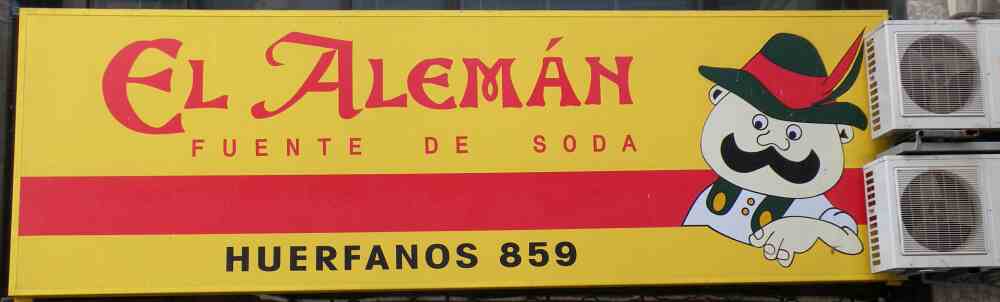 EL ALEMÁN
FUENTE DE SODA
HUERFANOS 859